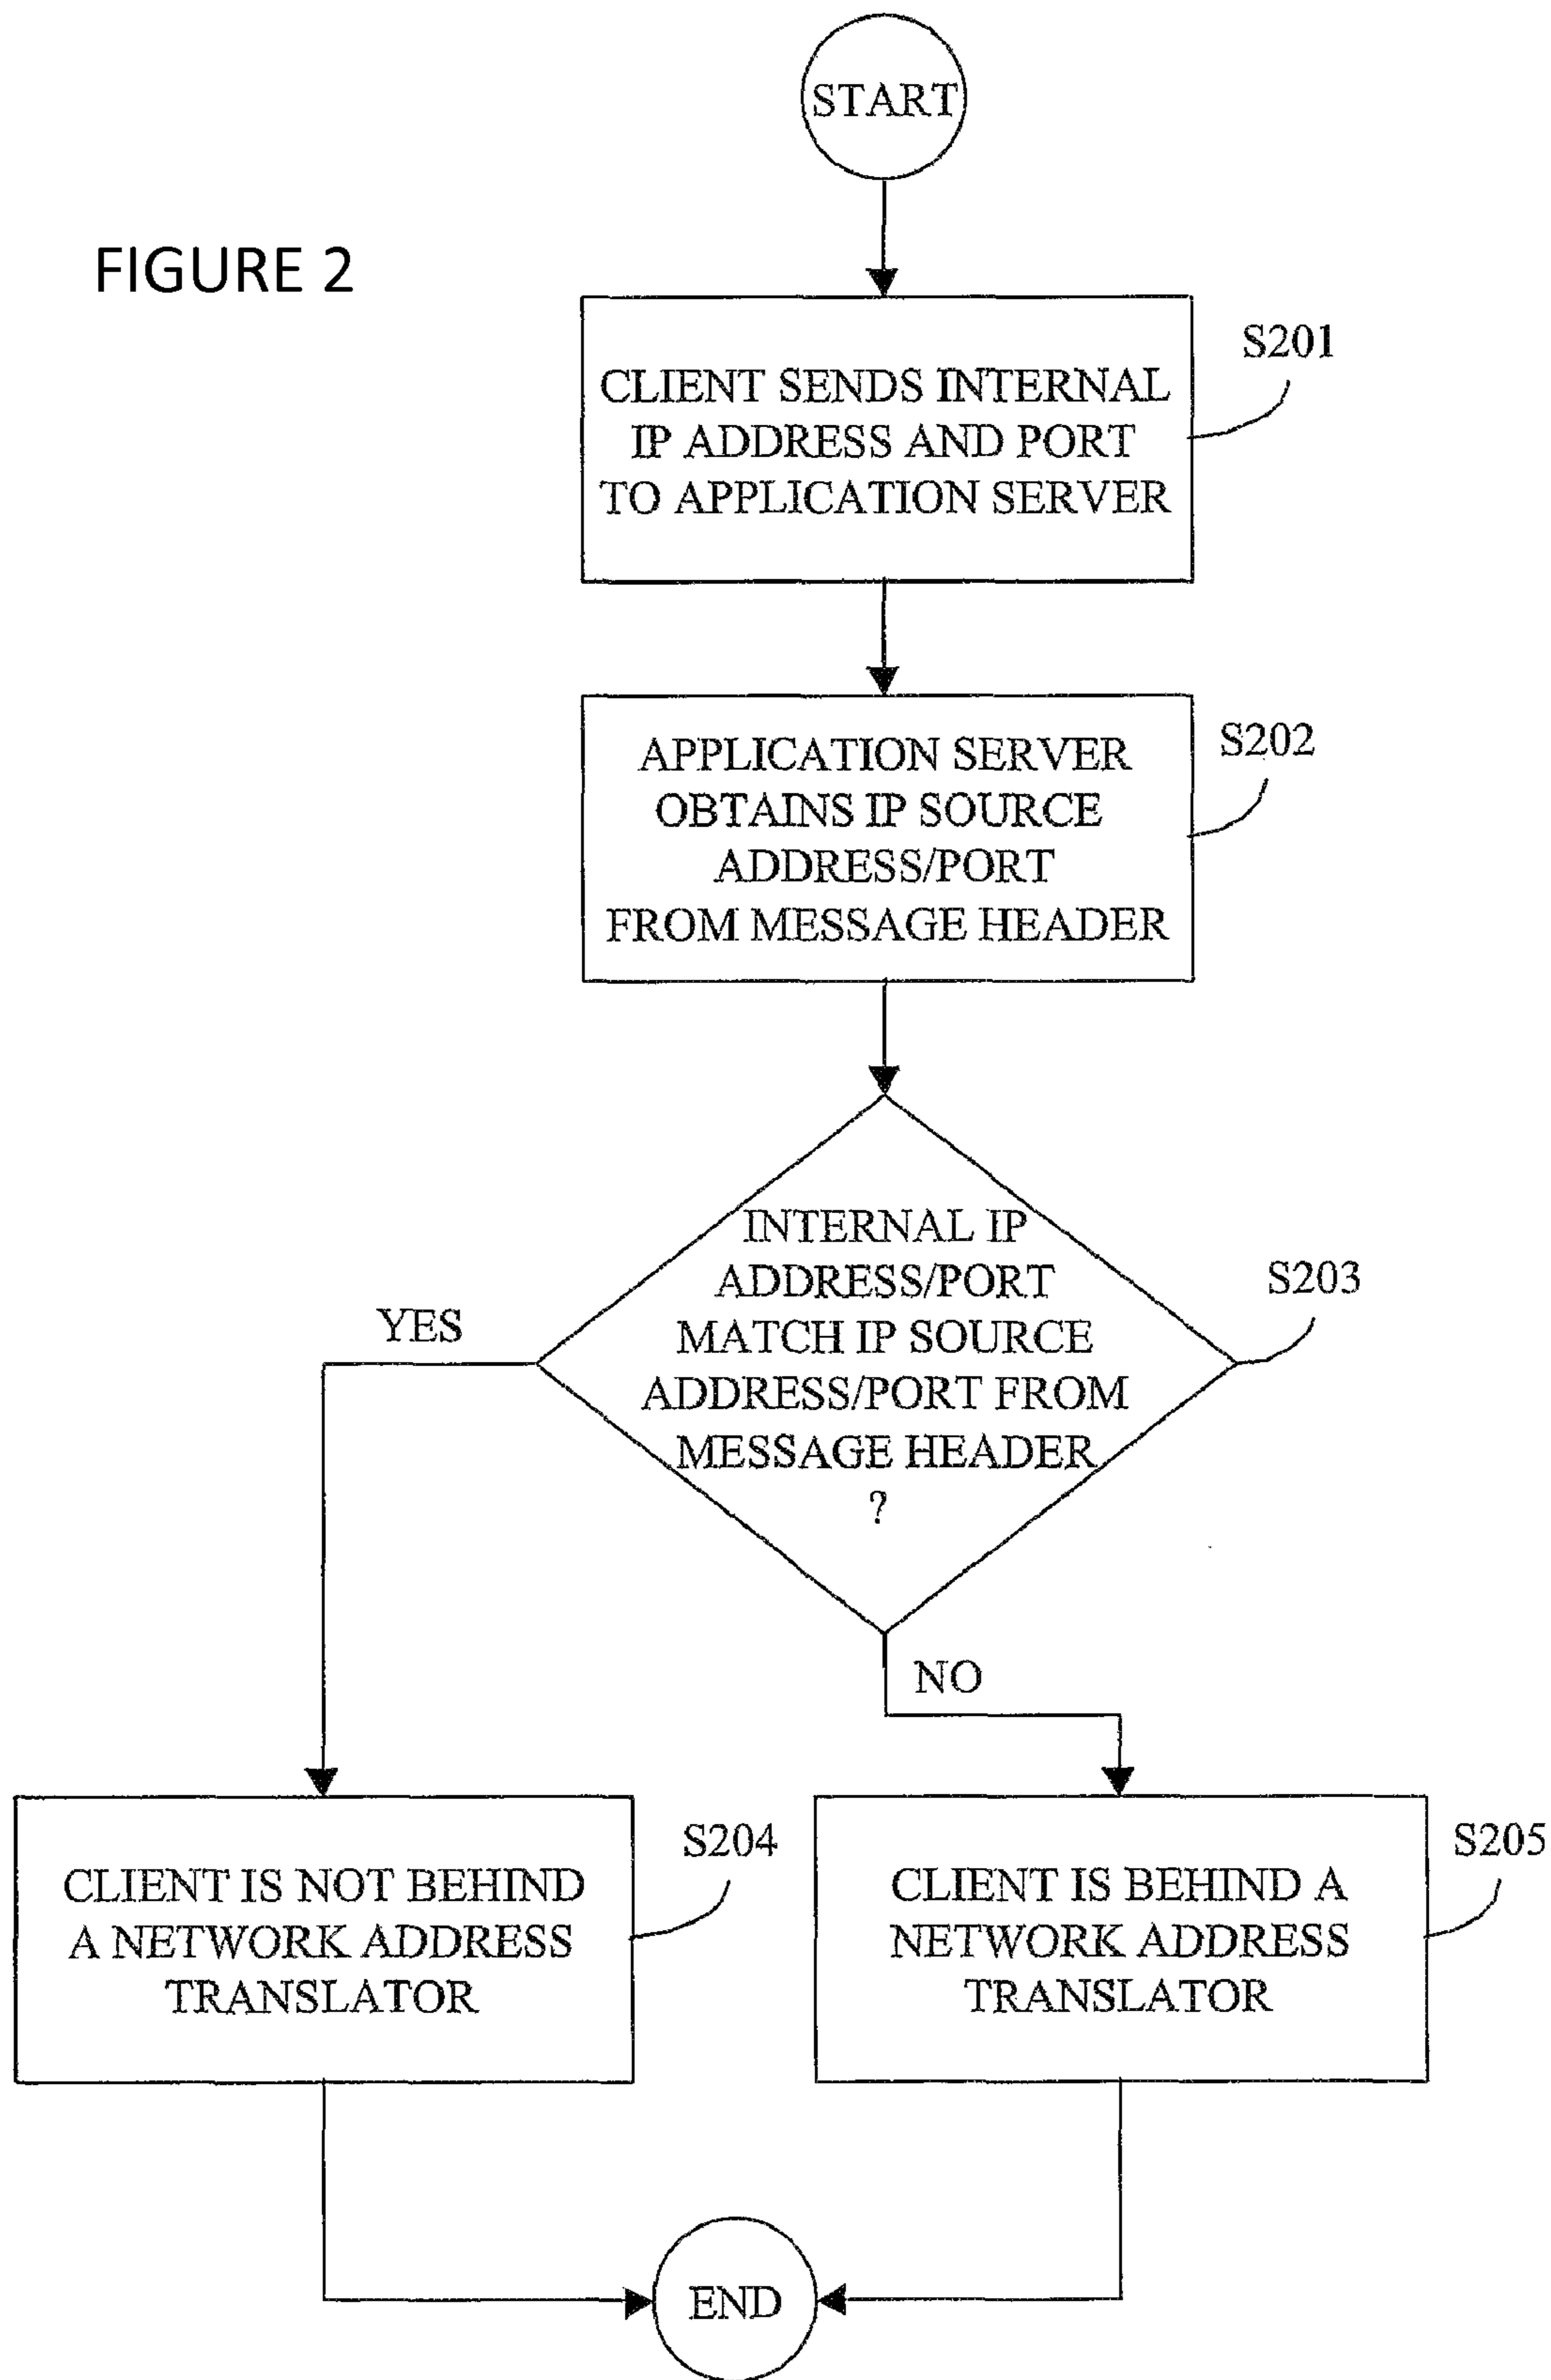 START
FIGURE 2
S201
CLIENT SENDS INTERNAL
IP ADDRESS AND PORT
TO APPLICATION SERVER
S202
APPLICATION SERVER
OBTAINS IP SOURCE
ADDRESS/PORT
FROM MESSAGE HEADER
INTERNAL IP
ADDRESS/PORT
MATCH IP SOURCE
ADDRESS/PORT FROM
MESSAGE HEADER
?
S203
YES
NO
S204
CLIENT IS NOT BEHIND
A NETWORK ADDRESS
TRANSLATOR
S205
CLIENT IS BEHIND A
NETWORK ADDRESS
TRANSLATOR
END